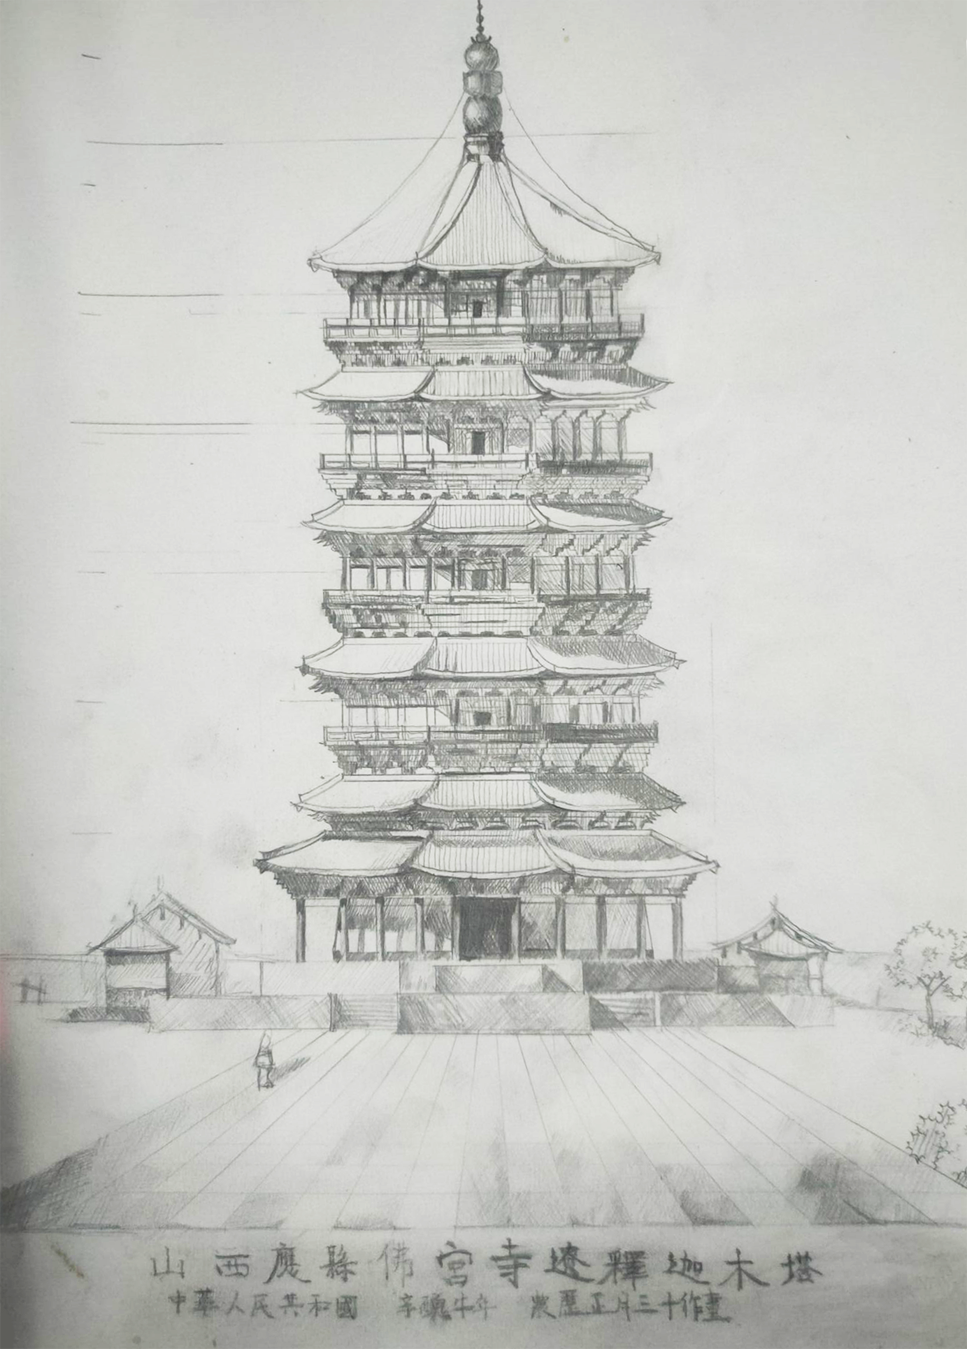 山西應縣佛宮寺遼釋迦木塔
中華人民共和國 辛醜牛年 農歷正月三十作畫